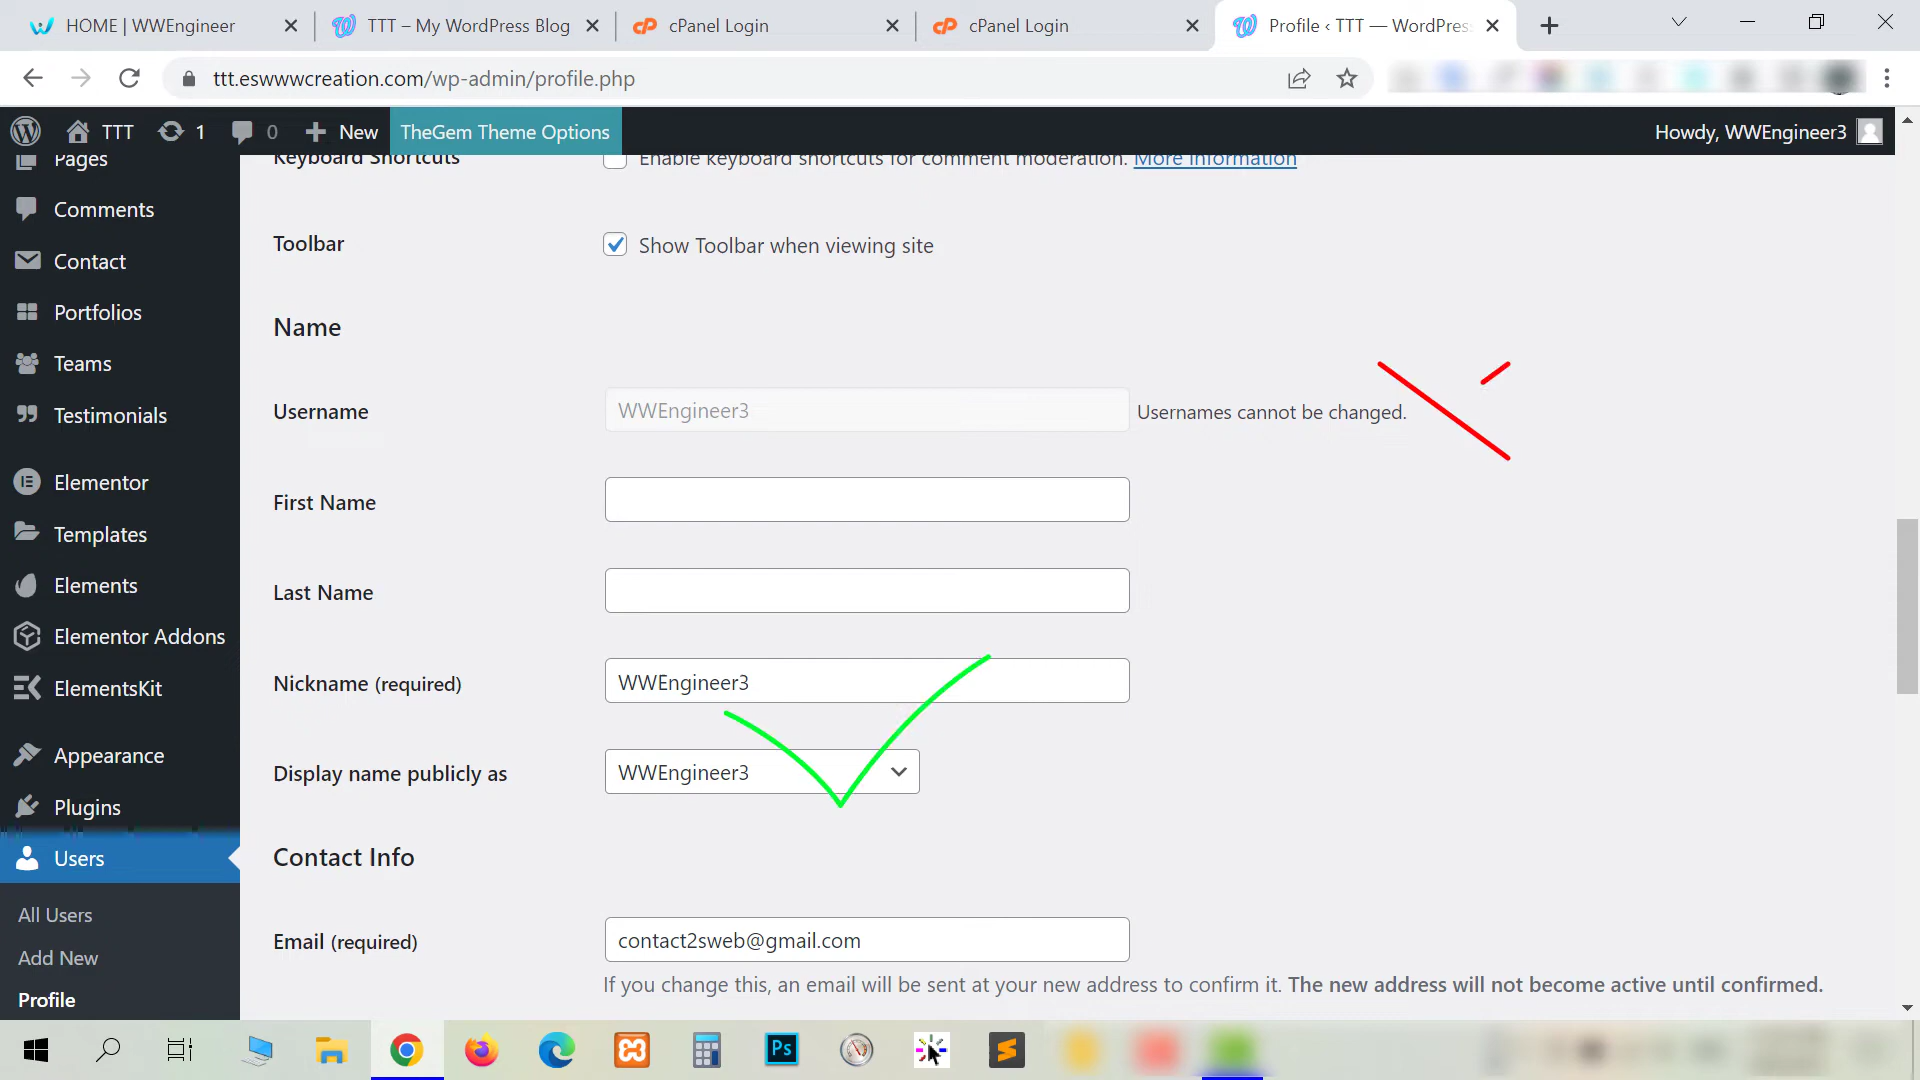 HOME | WWEngineer
TTT – My WordPress Blog
cPanel Login
cPanel Login
Profile ‹ TTT — WordPress
ttt.eswwwcreation.com/wp-admin/profile.php
TTT
1
0
New
TheGem Theme Options
Howdy, WWEngineer3
Pages
Comments
Contact
Portfolios
Teams
Testimonials
Elementor
Templates
Elements
Elementor Addons
ElementsKit
Appearance
Plugins
Users
All Users
Add New
Profile
Keyboard Shortcuts
Enable keyboard shortcuts for comment moderation. More information
Toolbar
Show Toolbar when viewing site
Name
Username
WWEngineer3
Usernames cannot be changed.
First Name
Last Name
Nickname (required)
WWEngineer3
Display name publicly as
WWEngineer3
Contact Info
Email (required)
contact2sweb@gmail.com
If you change this, an email will be sent at your new address to confirm it. The new address will not become active until confirmed.
Ps